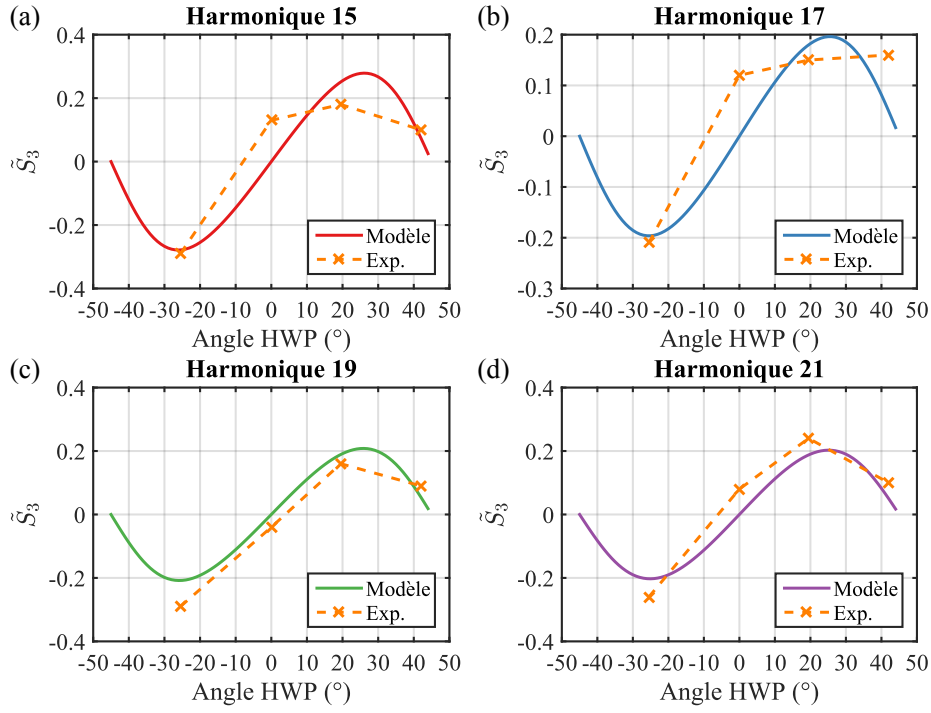 (a)
Harmonique 15
0.4
0.2
0
-0.2
-0.4
S̃₃
-50 -40 -30 -20 -10 0 10 20 30 40 50
Angle HWP (°)
Modèle
Exp.
(b)
Harmonique 17
0.2
0.1
0
-0.1
-0.2
-0.3
S̃₃
-50 -40 -30 -20 -10 0 10 20 30 40 50
Angle HWP (°)
Modèle
Exp.
(c)
Harmonique 19
0.4
0.2
0
-0.2
-0.4
S̃₃
-50 -40 -30 -20 -10 0 10 20 30 40 50
Angle HWP (°)
Modèle
Exp.
(d)
Harmonique 21
0.4
0.2
0
-0.2
-0.4
S̃₃
-50 -40 -30 -20 -10 0 10 20 30 40 50
Angle HWP (°)
Modèle
Exp.